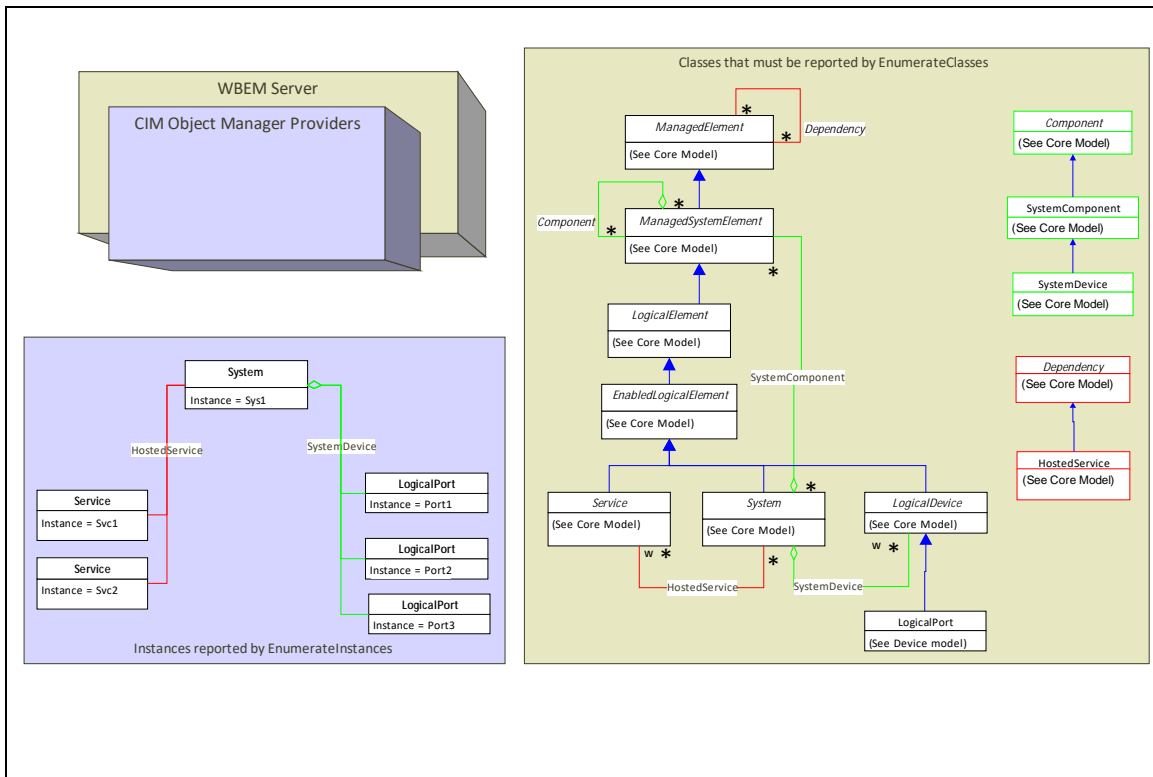 WBEM Server
CIM Object Manager Providers
System
Instance = Sys1
HostedService
SystemDevice
Service
Instance = Svc1
Service
Instance = Svc2
LogicalPort
Instance = Port1
LogicalPort
Instance = Port2
LogicalPort
Instance = Port3
Instances reported by EnumerateInstances
Classes that must be reported by EnumerateClasses
ManagedElement
(See Core Model)
*
*
Dependency
ManagedSystemElement
(See Core Model)
*
*
*
Component
LogicalElement
(See Core Model)
SystemComponent
EnabledLogicalElement
(See Core Model)
Service
(See Core Model)
w *
System
(See Core Model)
*
*
LogicalDevice
(See Core Model)
w *
HostedService
SystemDevice
LogicalPort
(See Device model)
Component
(See Core Model)
SystemComponent
(See Core Model)
SystemDevice
(See Core Model)
Dependency
(See Core Model)
HostedService
(See Core Model)